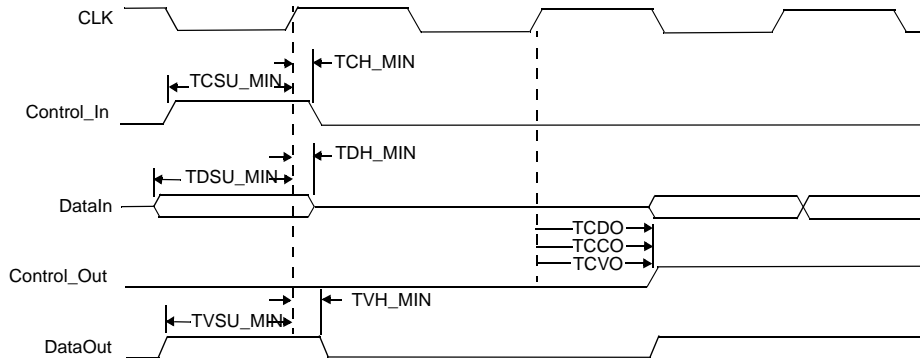 CLK
TCH_MIN
TCSU_MIN
Control_In
TDH_MIN
TDSU_MIN
DataIn
TCDO
TCCO
Control_Out
TCVO
TVH_MIN
TVSU_MIN
DataOut